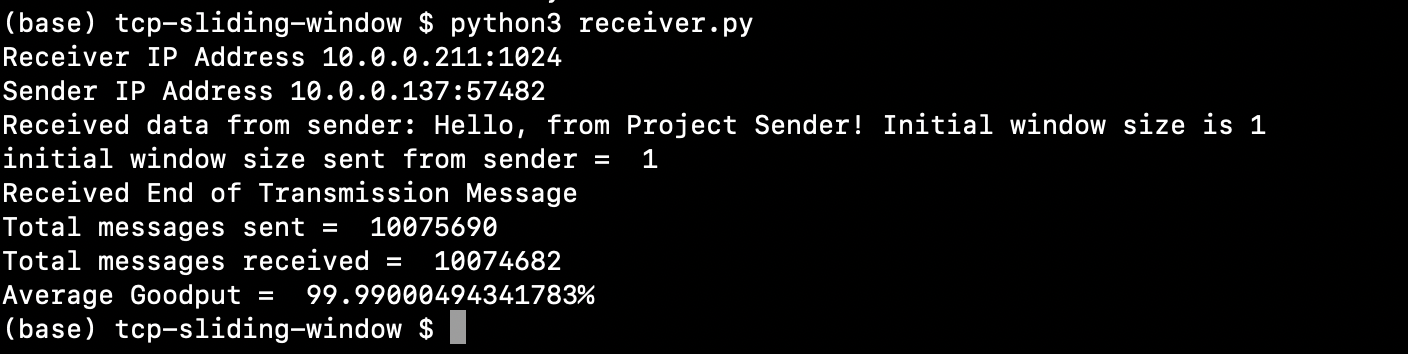 (base) tcp-sliding-window $ python3 receiver.py
Receiver IP Address 10.0.0.211:1024
Sender IP Address 10.0.0.137:57482
Received data from sender: Hello, from Project Sender! Initial window size is 1
initial window size sent from sender =  1
Received End of Transmission Message
Total messages sent =  10075690
Total messages received =  10074682
Average Goodput =  99.99000494341783%
(base) tcp-sliding-window $